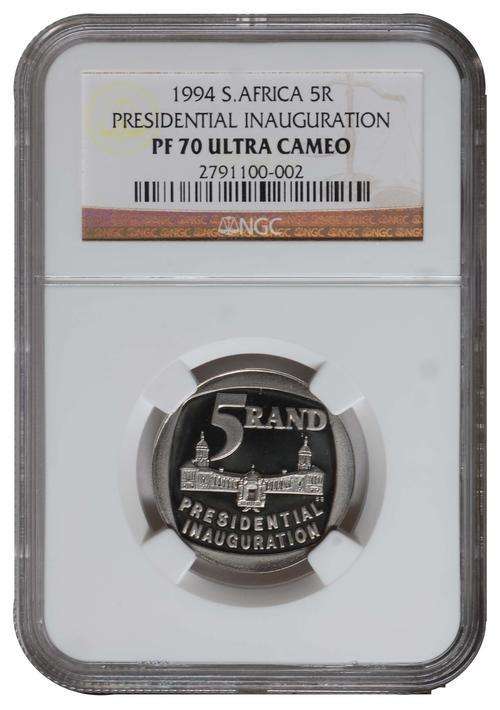 1994 S.AFRICA 5R
PRESIDENTIAL INAUGURATION
PF 70 ULTRA CAMEO
2791100-002
NGC
5 RAND
PRESIDENTIAL
INAUGURATION